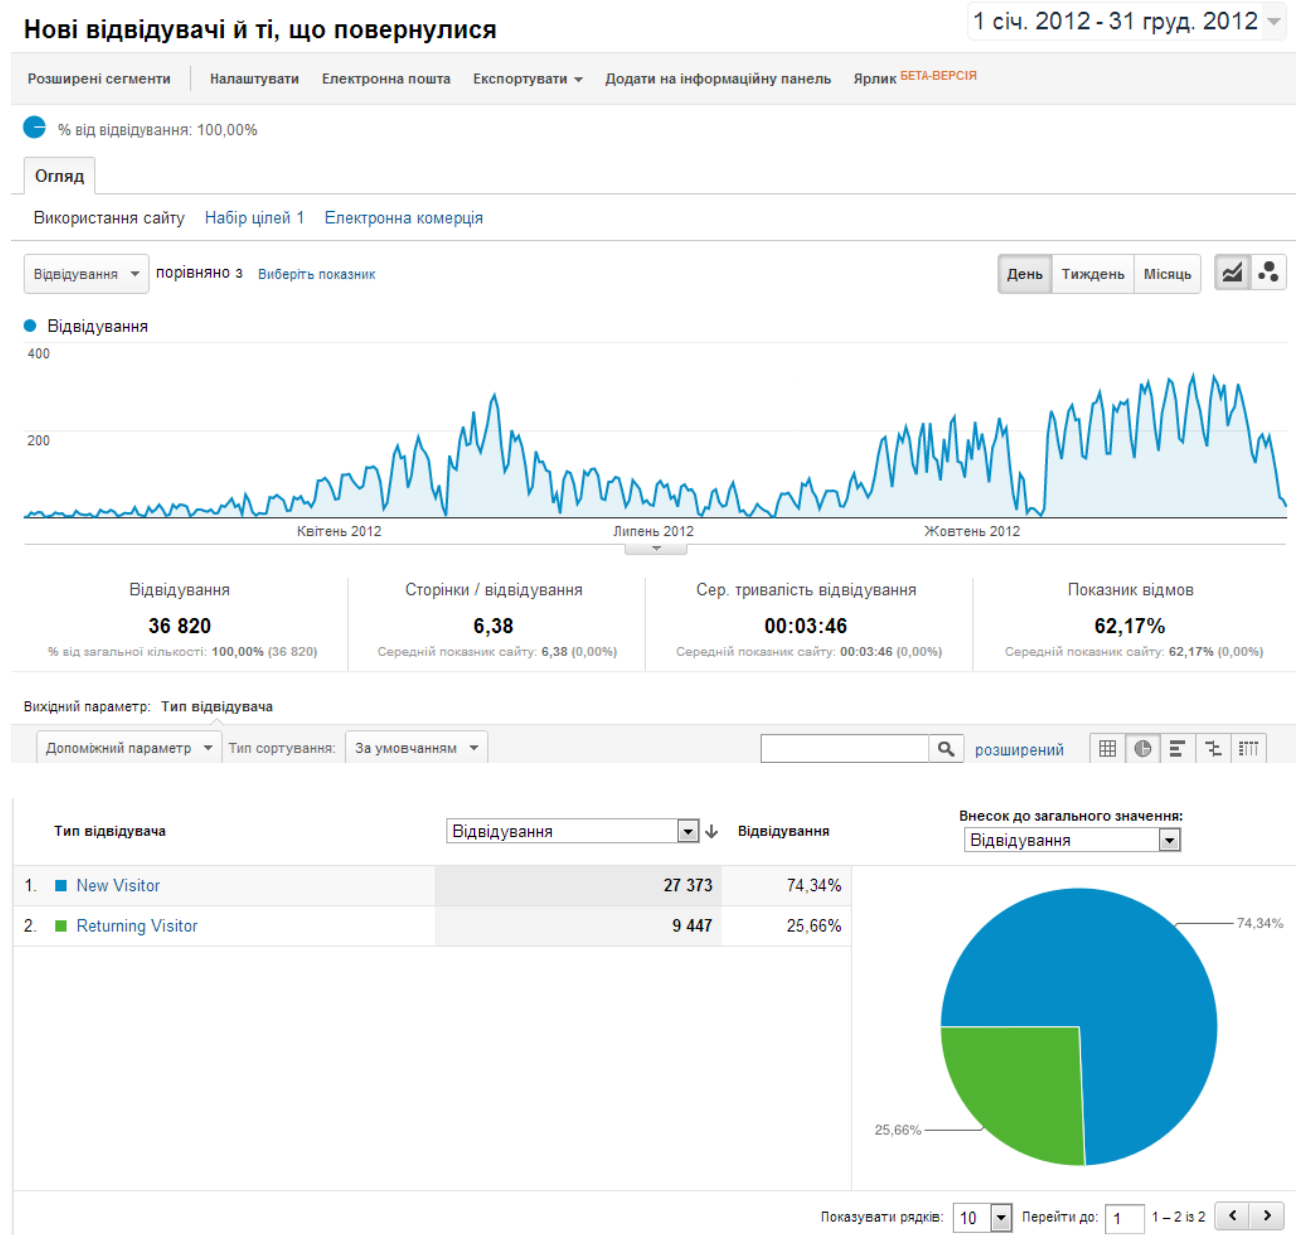 Нові відвідувачі й ті, що повернулися
1 січ. 2012 - 31 груд. 2012
Розширені сегменти Налаштувати Електронна пошта Експортувати Додати на інформаційну панель Ярлик БЕТА-ВЕРСІЯ
% від відвідування: 100,00%
Огляд
Використання сайту Набір цілей 1 Електронна комерція
Відвідування порівняно з Виберіть показник День Тиждень Місяць
Відвідування
400
200
Квітень 2012 Липень 2012 Жовтень 2012
Відвідування Сторінки / відвідування Сер. тривалість відвідування Показник відмов
36 820 6,38 00:03:46 62,17%
% від загальної кількості: 100,00% (36 820) Середній показник сайту: 6,38 (0,00%) Середній показник сайту: 00:03:46 (0,00%) Середній показник сайту: 62,17% (0,00%)
Вихідний параметр: Тип відвідувача
Допоміжний параметр Тип сортування: За умовчанням розширений
Тип відвідувача Відвідування Відвідування Внесок до загального значення:
Відвідування
1. New Visitor 27 373 74,34%
2. Returning Visitor 9 447 25,66%
74,34%
25,66%
Показувати рядків: 10 Перейти до: 1 1 – 2 із 2